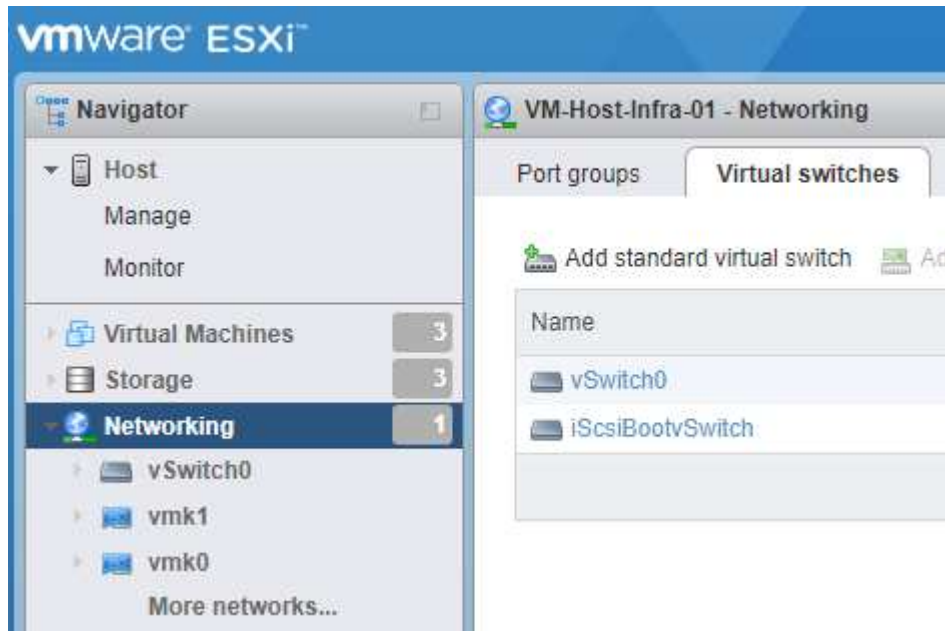 vmware® ESXi™
Navigator
Host
Manage
Monitor
Virtual Machines 3
Storage 3
Networking 1
vSwitch0
vmk1
vmk0
More networks...
VM-Host-Infra-01 - Networking
Port groups Virtual switches
Add standard virtual switch
Name
vSwitch0
iScsiBootvSwitch